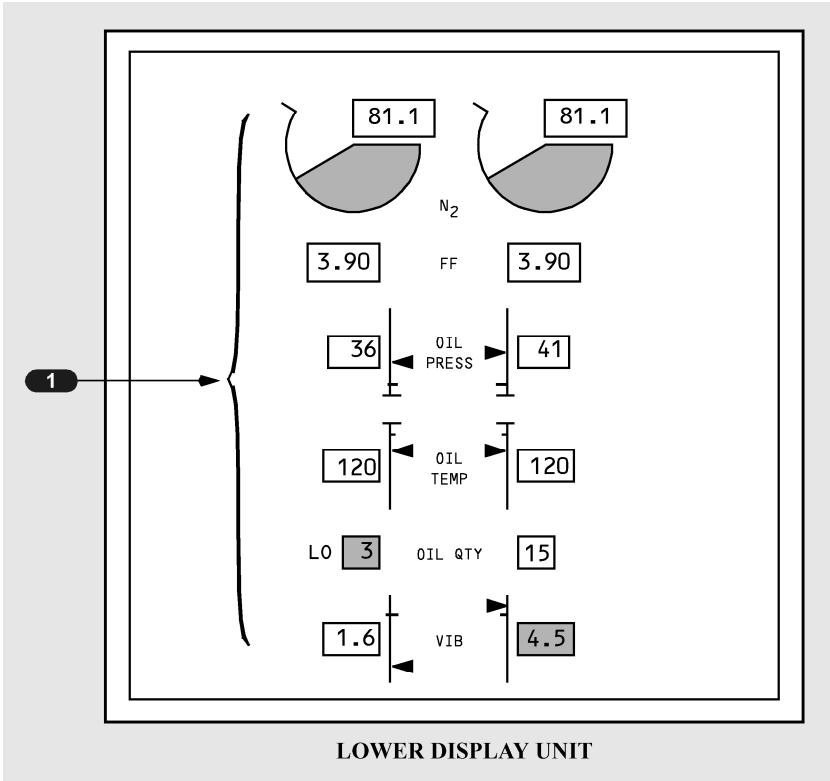 81.1 81.1
N2
3.90 FF 3.90
36 OIL PRESS 41
1
120 OIL TEMP 120
LO 3 OIL QTY 15
1.6 VIB 4.5
LOWER DISPLAY UNIT